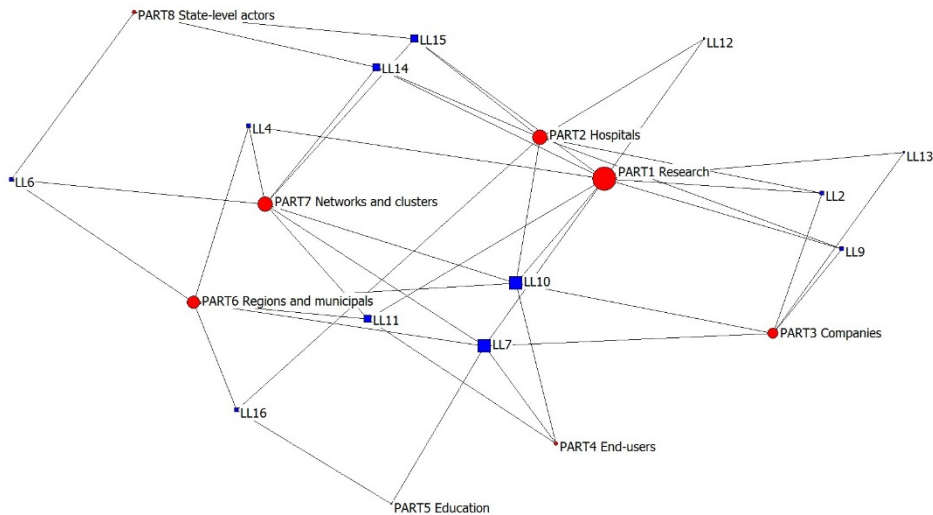 PART8 State-level actors
LL15
LL12
LL14
LL4
PART2 Hospitals
LL13
PART1 Research
LL6
LL2
PART7 Networks and clusters
LL9
LL10
PART6 Regions and municipals
LL11
PART3 Companies
LL7
LL16
PART4 End-users
PART5 Education